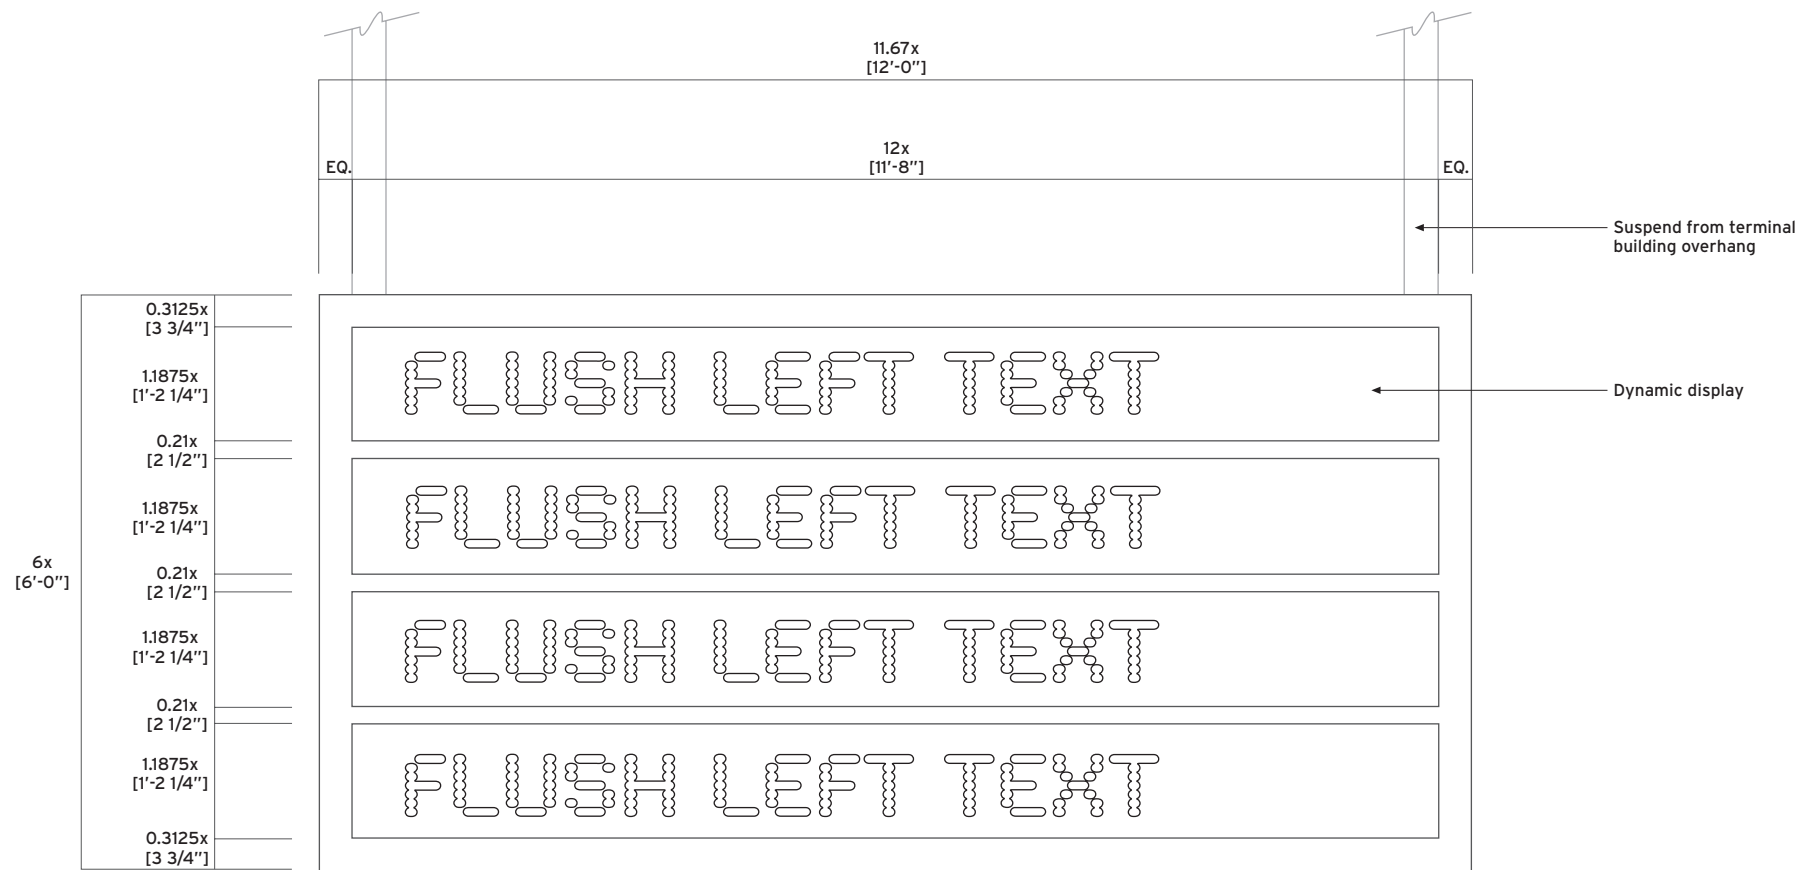 11.67x
[12'-0"]
12x
[11'-8"]
EQ.
EQ.
Suspend from terminal
building overhang
0.3125x
[3 3/4"]
1.1875x
[1'-2 1/4"]
0.21x
[2 1/2"]
1.1875x
[1'-2 1/4"]
0.21x
[2 1/2"]
1.1875x
[1'-2 1/4"]
0.21x
[2 1/2"]
1.1875x
[1'-2 1/4"]
0.3125x
[3 3/4"]
6x
[6'-0"]
FLUSH LEFT TEXT
Dynamic display
FLUSH LEFT TEXT
FLUSH LEFT TEXT
FLUSH LEFT TEXT